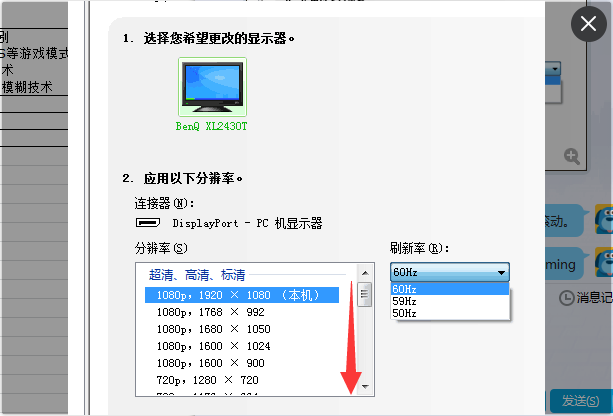 别
S等游戏模式
术
模糊技术
1. 选择您希望更改的显示器。
BenQ XL2430T
2. 应用以下分辨率。
连接器(N):
DisplayPort - PC 机显示器
分辨率(S)
刷新率(R):
超清、高清、标清
1080p, 1920 × 1080 (本机)
1080p, 1768 × 992
1080p, 1680 × 1050
1080p, 1600 × 1024
1080p, 1600 × 900
720p, 1280 × 720
60Hz
60Hz
59Hz
50Hz
滚动。
ming
消息记
发送(S)